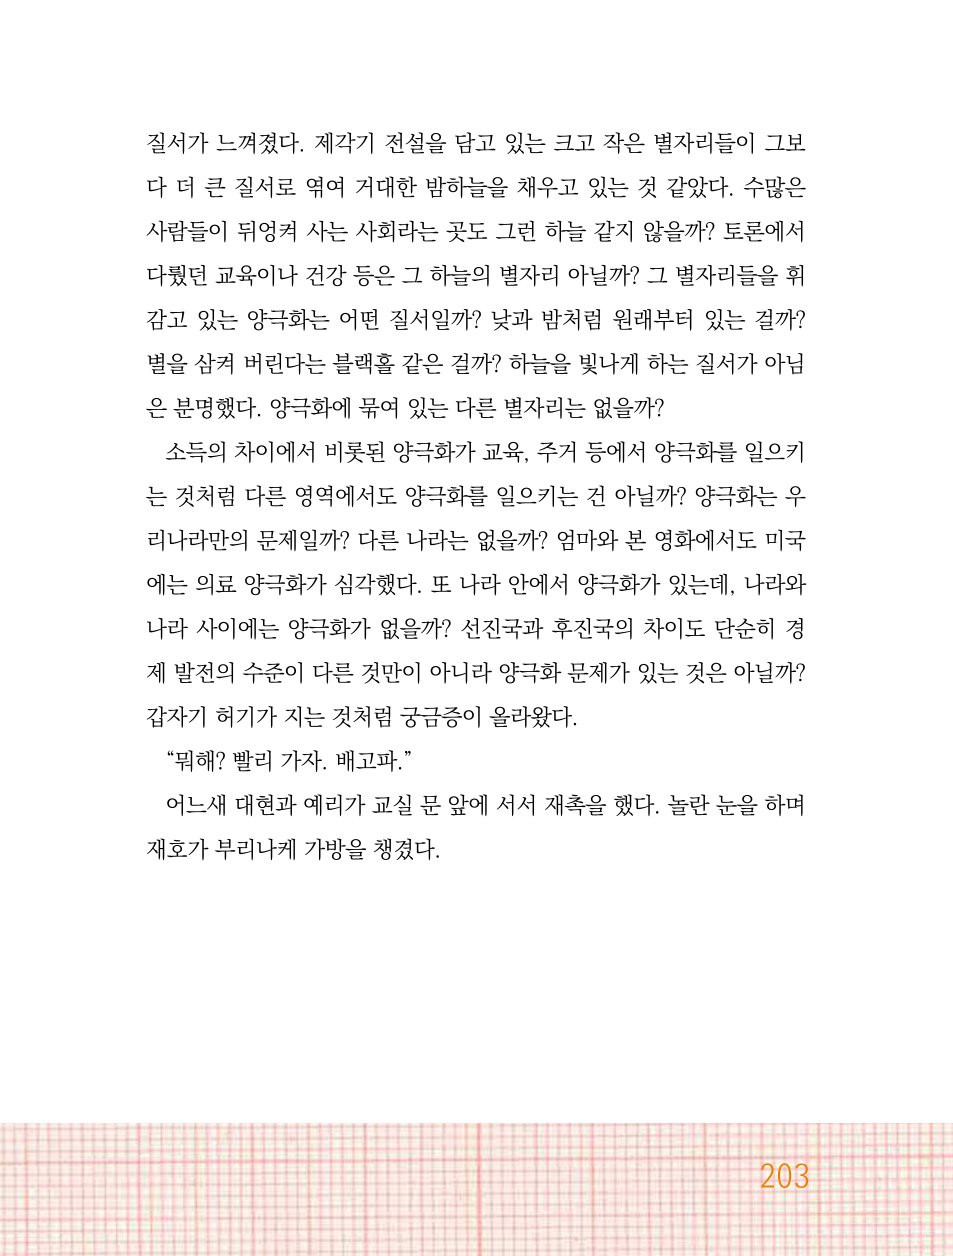 질서가 느껴졌다. 제각기 전설을 담고 있는 크고 작은 별자리들이 그보
다 더 큰 질서로 엮여 거대한 밤하늘을 채우고 있는 것 같았다. 수많은
사람들이 뒤엉켜 사는 사회라는 곳도 그런 하늘 같지 않을까? 토론에서
다뤘던 교육이나 건강 등은 그 하늘의 별자리 아닐까? 그 별자리들을 휘
감고 있는 양극화는 어떤 질서일까? 낮과 밤처럼 원래부터 있는 걸까?
별을 삼켜 버린다는 블랙홀 같은 걸까? 하늘을 빛나게 하는 질서가 아님
은 분명했다. 양극화에 묶여 있는 다른 별자리는 없을까?
소득의 차이에서 비롯된 양극화가 교육, 주거 등에서 양극화를 일으키
는 것처럼 다른 영역에서도 양극화를 일으키는 건 아닐까? 양극화는 우
리나라만의 문제일까? 다른 나라는 없을까? 엄마와 본 영화에서도 미국
에는 의료 양극화가 심각했다. 또 나라 안에서 양극화가 있는데, 나라와
나라 사이에는 양극화가 없을까? 선진국과 후진국의 차이도 단순히 경
제 발전의 수준이 다른 것만이 아니라 양극화 문제가 있는 것은 아닐까?
갑자기 허기가 지는 것처럼 궁금증이 올라왔다.
“뭐해? 빨리 가자. 배고파.”
어느새 대현과 예리가 교실 문 앞에 서서 재촉을 했다. 놀란 눈을 하며
재호가 부리나케 가방을 챙겼다.
203